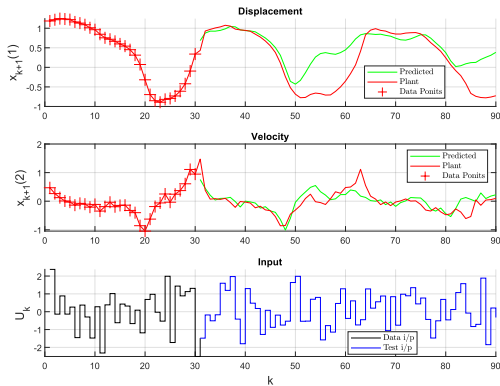 Displacement
1
0.5
0
-0.5
-1
x_{k+1}(1)
Predicted
Plant
Data Ponits
0 10 20 30 40 50 60 70 80 90
Velocity
2
1
0
-1
x_{k+1}(2)
Predicted
Plant
Data Ponits
0 10 20 30 40 50 60 70 80 90
Input
2
1
0
-1
-2
U_k
Data i/p
Test i/p
0 10 20 30 40 50 60 70 80 90
k